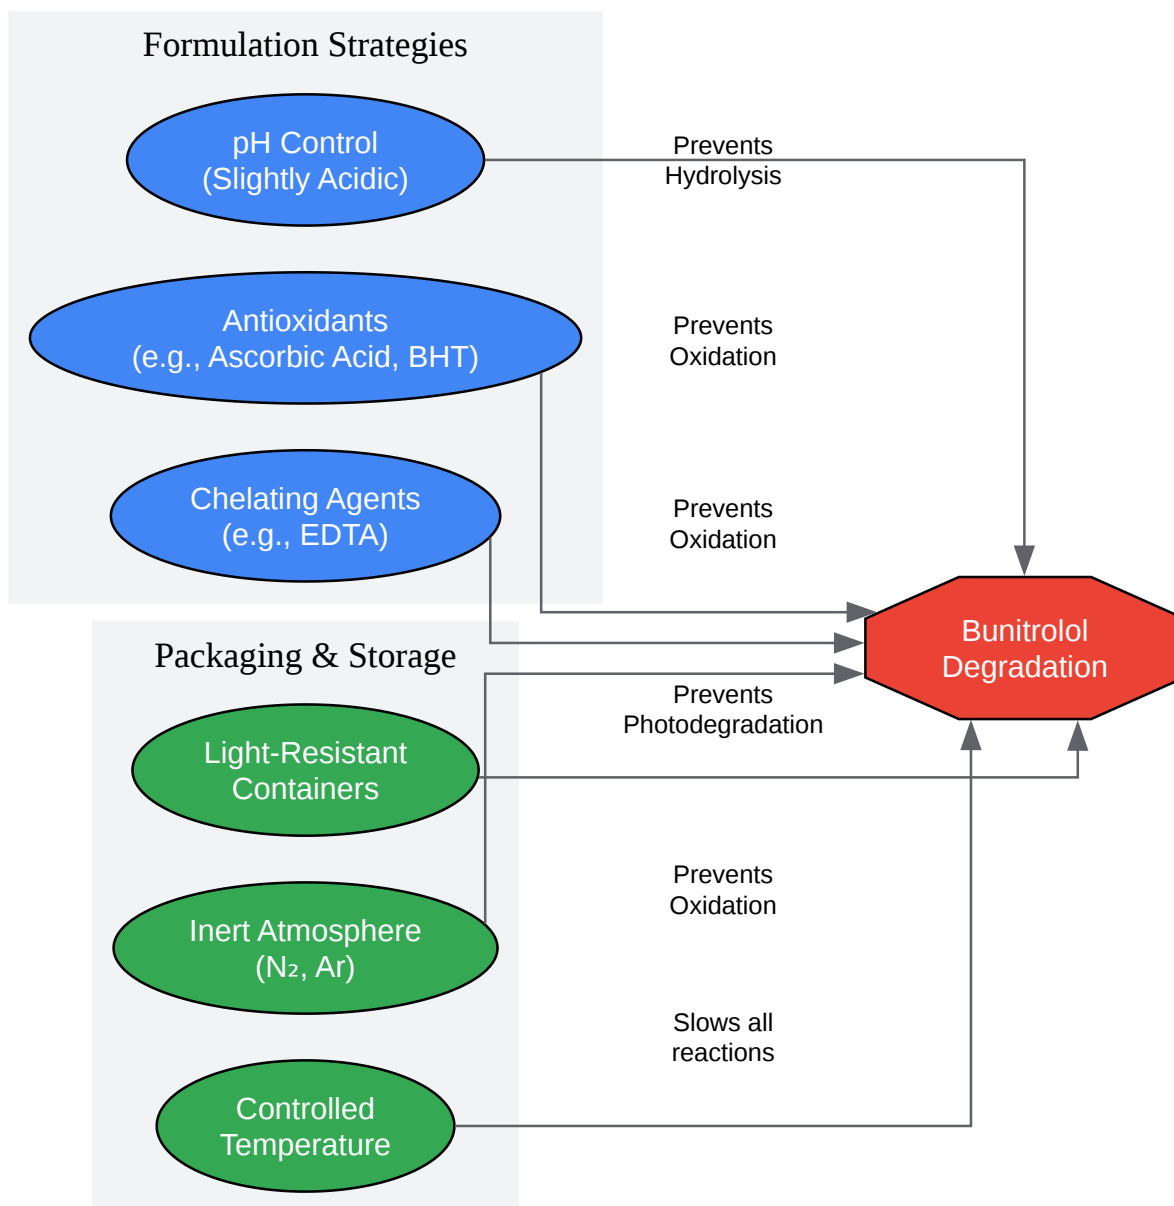 Formulation Strategies
pH Control
(Slightly Acidic)
Prevents
Hydrolysis
Antioxidants
(e.g., Ascorbic Acid, BHT)
Prevents
Oxidation
Chelating Agents
(e.g., EDTA)
Prevents
Oxidation
Bunitrolol
Degradation
Packaging & Storage
Prevents
Photodegradation
Light-Resistant
Containers
Prevents
Oxidation
Inert Atmosphere
(N₂, Ar)
Slows all
reactions
Controlled
Temperature